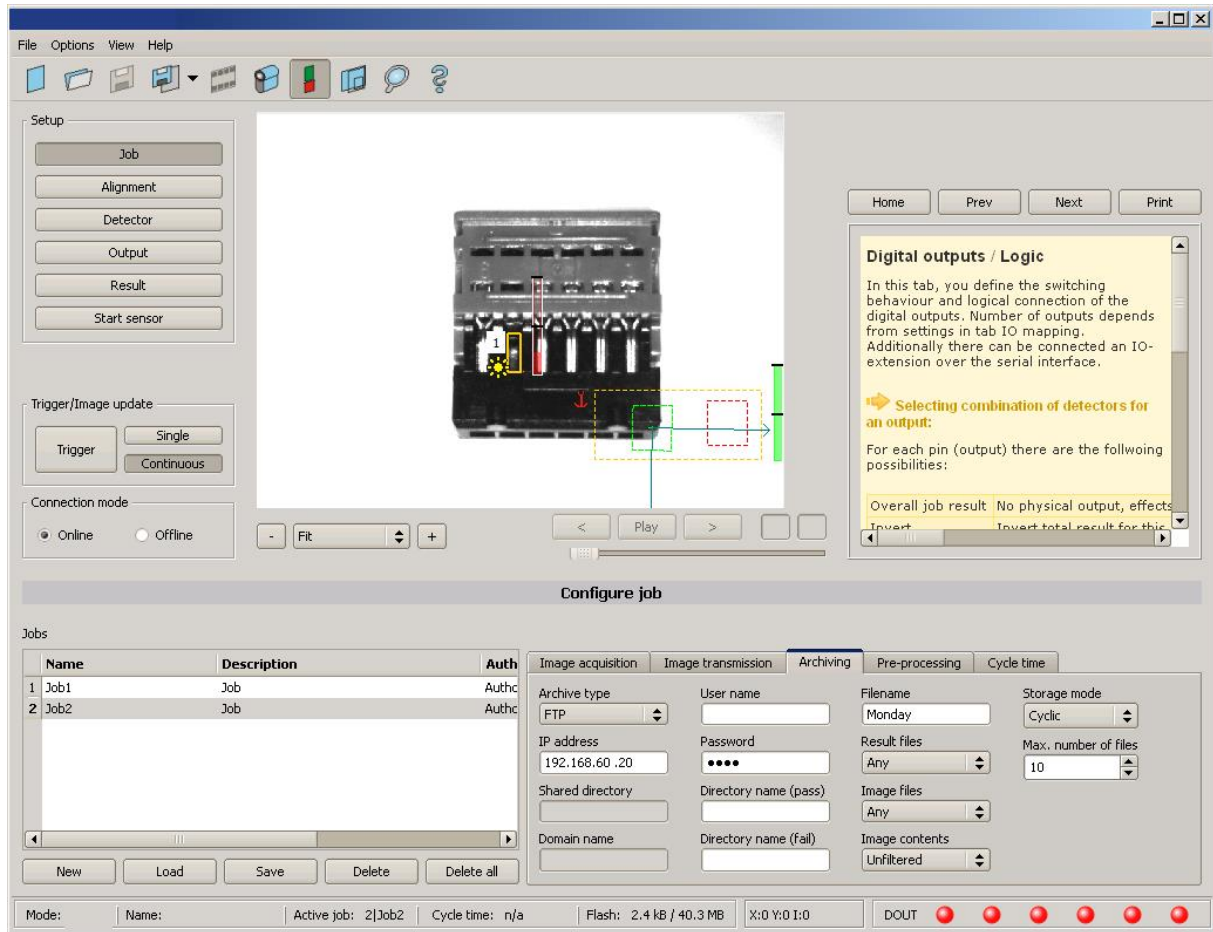 File Options View Help
Setup
Job
Alignment
Detector
Output
Result
Start sensor
Trigger/Image update
Trigger
Single
Continuous
Connection mode
Online Offline
1
- Fit +
< Play >
Home Prev Next Print
Digital outputs / Logic
In this tab, you define the switching
behaviour and logical connection of the
digital outputs. Number of outputs depends
from settings in tab IO mapping.
Additionally there can be connected an IO-
extension over the serial interface.
Selecting combination of detectors for
an output:
For each pin (output) there are the follwoing
possibilities:
Overall job result No physical output, effects
Invert Invert total result for this
Configure job
Jobs
Name Description Auth
1 Job1 Job Autho
2 Job2 Job Autho
New Load Save Delete Delete all
Image acquisition Image transmission Archiving Pre-processing Cycle time
Archive type User name Filename Storage mode
FTP Monday Cyclic
IP address Password Result files Max. number of files
192.168.60 .20 •••• Any 10
Shared directory Directory name (pass) Image files
Any
Domain name Directory name (fail) Image contents
Unfiltered
Mode: Name: Active job: 2|Job2 Cycle time: n/a Flash: 2.4 kB / 40.3 MB X:0 Y:0 I:0 DOUT